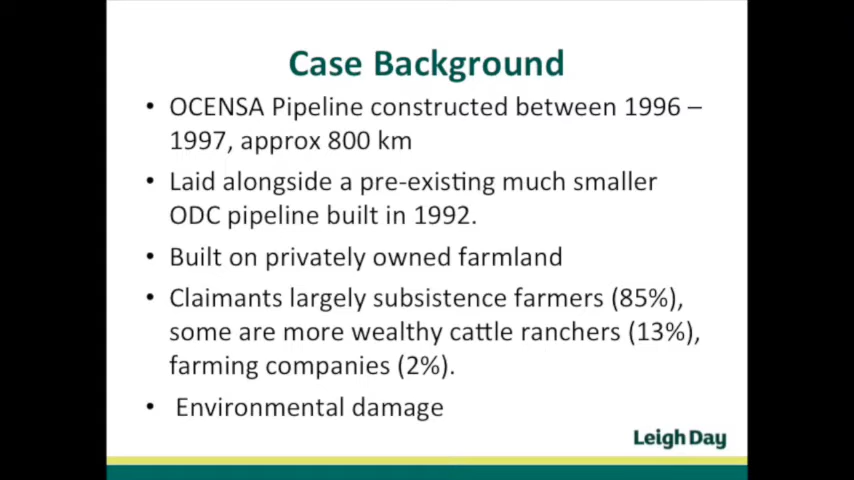 Case Background
• OCENSA Pipeline constructed between 1996 –
1997, approx 800 km
• Laid alongside a pre-existing much smaller
ODC pipeline built in 1992.
• Built on privately owned farmland
• Claimants largely subsistence farmers (85%),
some are more wealthy cattle ranchers (13%),
farming companies (2%).
• Environmental damage
Leigh Day